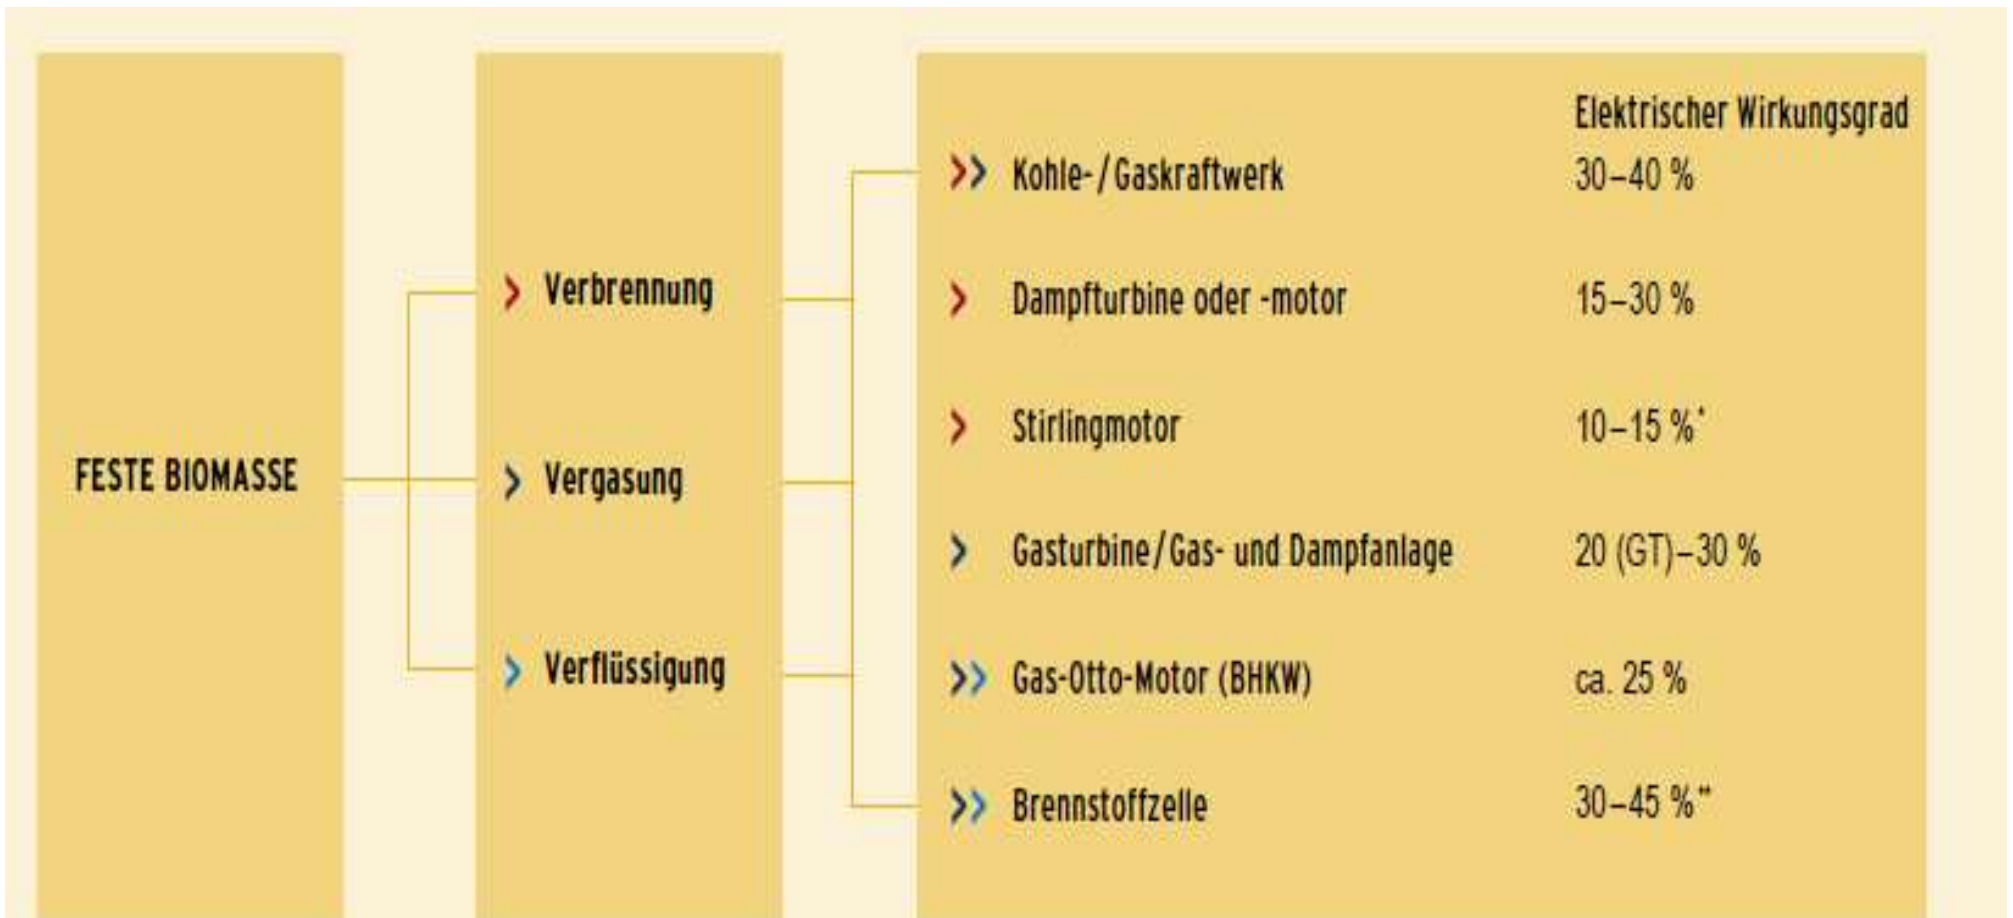 Elektrischer Wirkungsgrad
Kohle-/Gaskraftwerk 30–40 %
Verbrennung
Dampfturbine oder -motor 15–30 %
Stirlingmotor 10–15 %*
FESTE BIOMASSE
Vergasung
Gasturbine/Gas- und Dampfanlage 20 (GT)–30 %
Verflüssigung
Gas-Otto-Motor (BHKW) ca. 25 %
Brennstoffzelle 30–45 %**